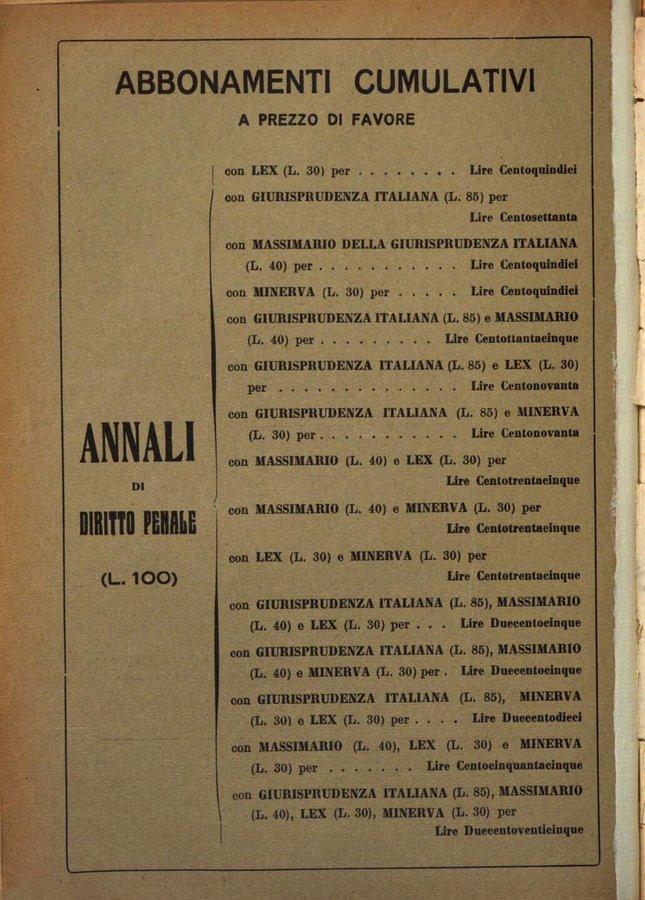 ABBONAMENTI CUMULATIVI
A PREZZO DI FAVORE
ANNALI
DI
DIRITTO PENALE
(L. 100)
con LEX (L. 30) per . . . . . . . . Lire Centoquindici
con GIURISPRUDENZA ITALIANA (L. 85) per
Lire Centosettanta
con MASSIMARIO DELLA GIURISPRUDENZA ITALIANA
(L. 40) per . . . . . . . . . . . Lire Centoquindici
con MINERVA (L. 30) per . . . . . Lire Centoquindici
con GIURISPRUDENZA ITALIANA (L. 85) e MASSIMARIO
(L. 40) per . . . . . . . . . Lire Centottantacinque
con GIURISPRUDENZA ITALIANA (L. 85) e LEX (L. 30)
per . . . . . . . . . . . . . . Lire Centonovanta
con GIURISPRUDENZA ITALIANA (L. 85) e MINERVA
(L. 30) per . . . . . . . . . . . Lire Centonovanta
con MASSIMARIO (L. 40) e LEX (L. 30) per
Lire Centotrentacinque
con MASSIMARIO (L. 40) e MINERVA (L. 30) per
Lire Centotrentacinque
con LEX (L. 30) e MINERVA (L. 30) per
Lire Centotrentacinque
con GIURISPRUDENZA ITALIANA (L. 85), MASSIMARIO
(L. 40) e LEX (L. 30) per . . . Lire Duecentocinque
con GIURISPRUDENZA ITALIANA (L. 85), MASSIMARIO
(L. 40) e MINERVA (L. 30) per . Lire Duecentocinque
con GIURISPRUDENZA ITALIANA (L. 85), MINERVA
(L. 30) e LEX (L. 30) per . . . . Lire Duecentodieci
con MASSIMARIO (L. 40), LEX (L. 30) e MINERVA
(L. 30) per . . . . . . . Lire Centocinquantacinque
con GIURISPRUDENZA ITALIANA (L. 85), MASSIMARIO
(L. 40), LEX (L. 30), MINERVA (L. 30) per
Lire Duecentoventicinque